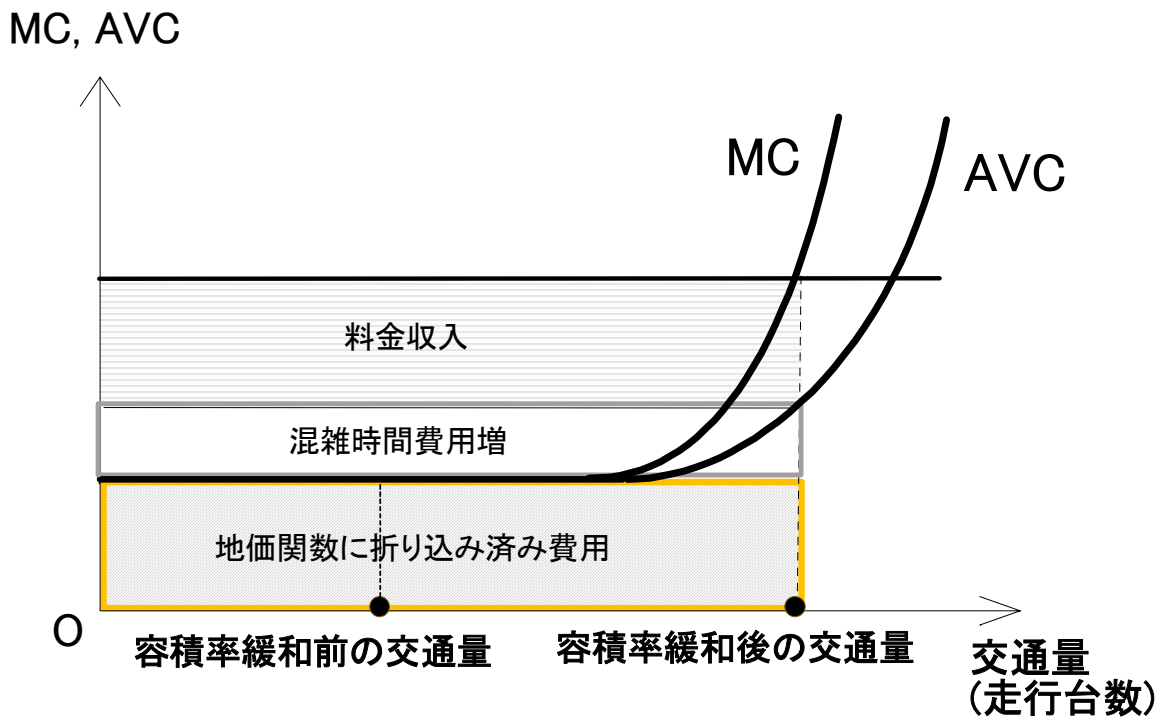 MC, AVC
MC
AVC
料金収入
混雑時間費用増
地価関数に折り込み済み費用
O
容積率緩和前の交通量
容積率緩和後の交通量
交通量
(走行台数)